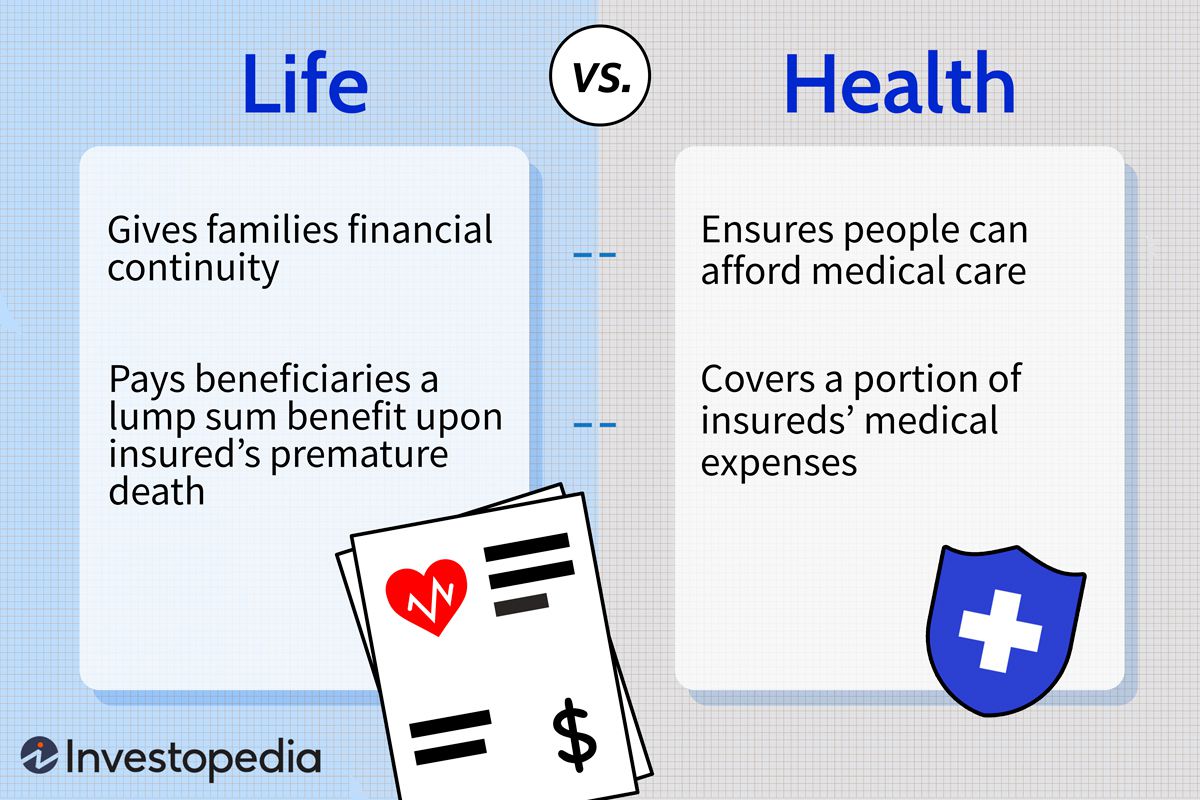 Life
VS.
Health
Gives families financial
continuity
Pays beneficiaries a
lump sum benefit upon
insured’s premature
death
Ensures people can
afford medical care
Covers a portion of
insureds’ medical
expenses
$
Investopedia